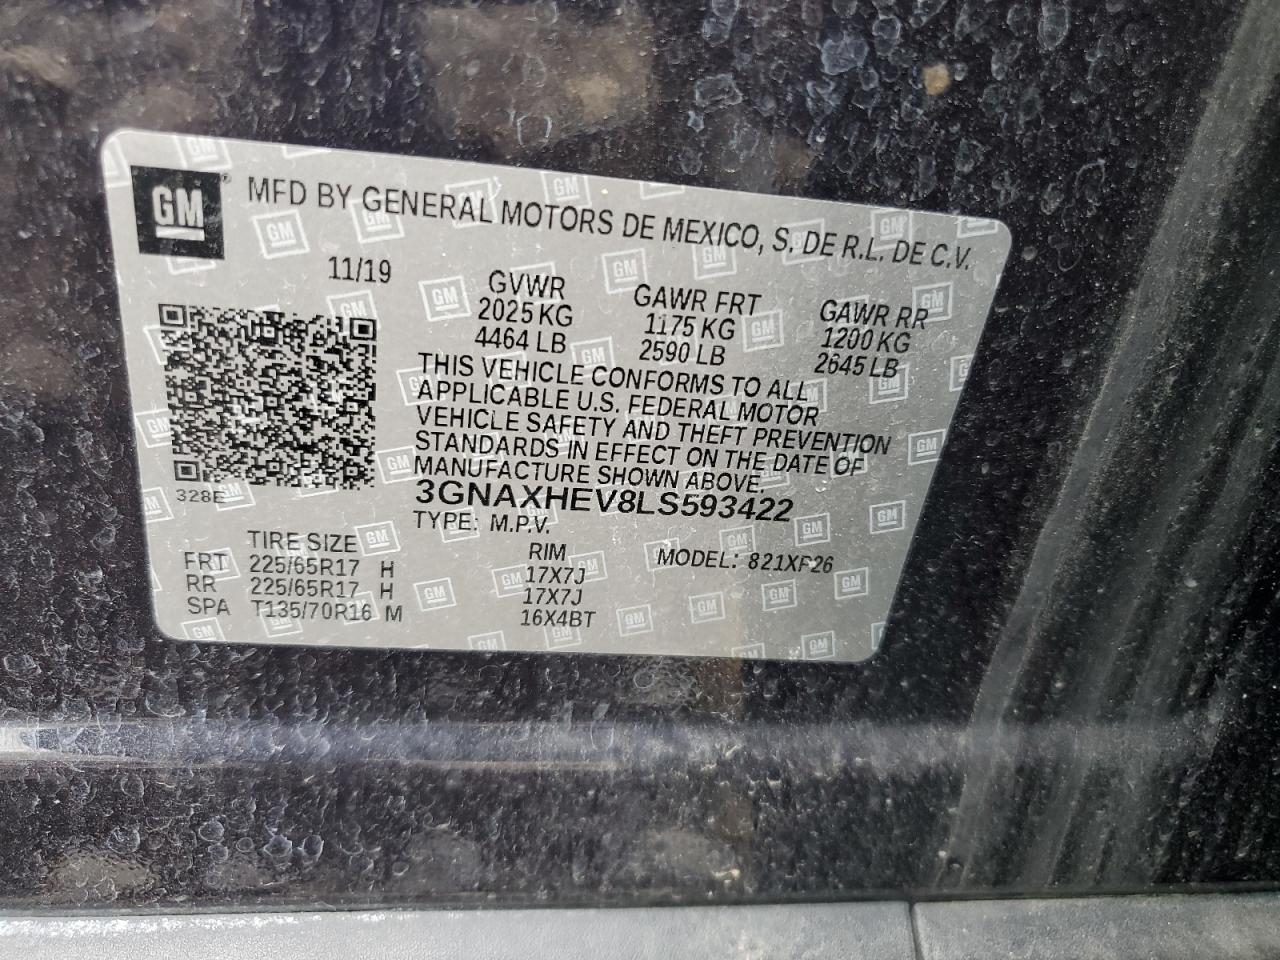 GM ® MFD BY GENERAL MOTORS DE MEXICO, S. DE R.L. DE C.V.
11/19
GVWR
2025 KG
4464 LB
GAWR FRT
1175 KG
2590 LB
GAWR RR
1200 KG
2645 LB
THIS VEHICLE CONFORMS TO ALL
APPLICABLE U.S. FEDERAL MOTOR
VEHICLE SAFETY AND THEFT PREVENTION
STANDARDS IN EFFECT ON THE DATE OF
MANUFACTURE SHOWN ABOVE.
328E
3GNAXHEV8LS593422
TYPE: M.P.V.
MODEL: 821XF26
TIRE SIZE RIM
FRT 225/65R17 H 17X7J
RR 225/65R17 H 17X7J
SPA T135/70R16 M 16X4BT